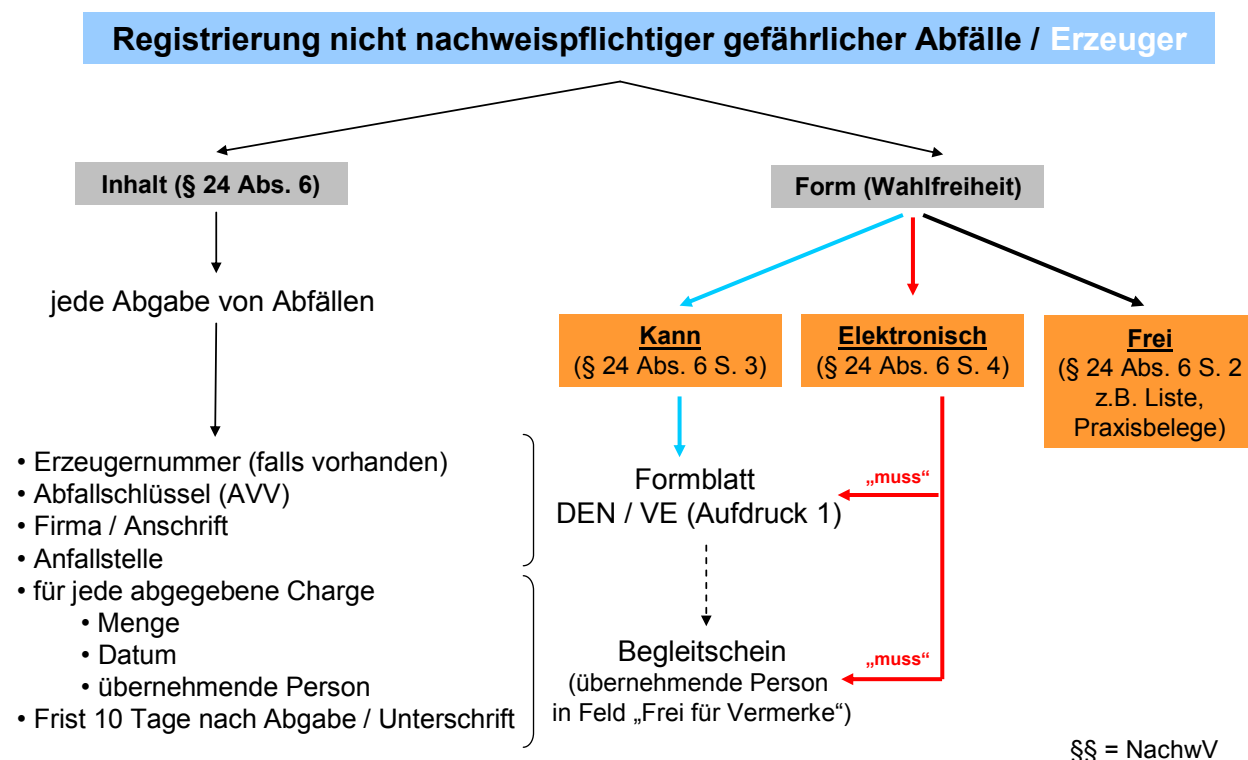 Registrierung nicht nachweispflichtiger gefährlicher Abfälle / Erzeuger
Inhalt (§ 24 Abs. 6)
jede Abgabe von Abfällen
• Erzeugernummer (falls vorhanden)
• Abfallschlüssel (AVV)
• Firma / Anschrift
• Anfallstelle
• für jede abgegebene Charge
• Menge
• Datum
• übernehmende Person
• Frist 10 Tage nach Abgabe / Unterschrift
Form (Wahlfreiheit)
Kann
(§ 24 Abs. 6 S. 3)
Elektronisch
(§ 24 Abs. 6 S. 4)
Frei
(§ 24 Abs. 6 S. 2
z.B. Liste,
Praxisbelege)
Formblatt
DEN / VE (Aufdruck 1)
„muss“
Begleitschein
(übernehmende Person
in Feld „Frei für Vermerke“)
„muss“
§§ = NachwV